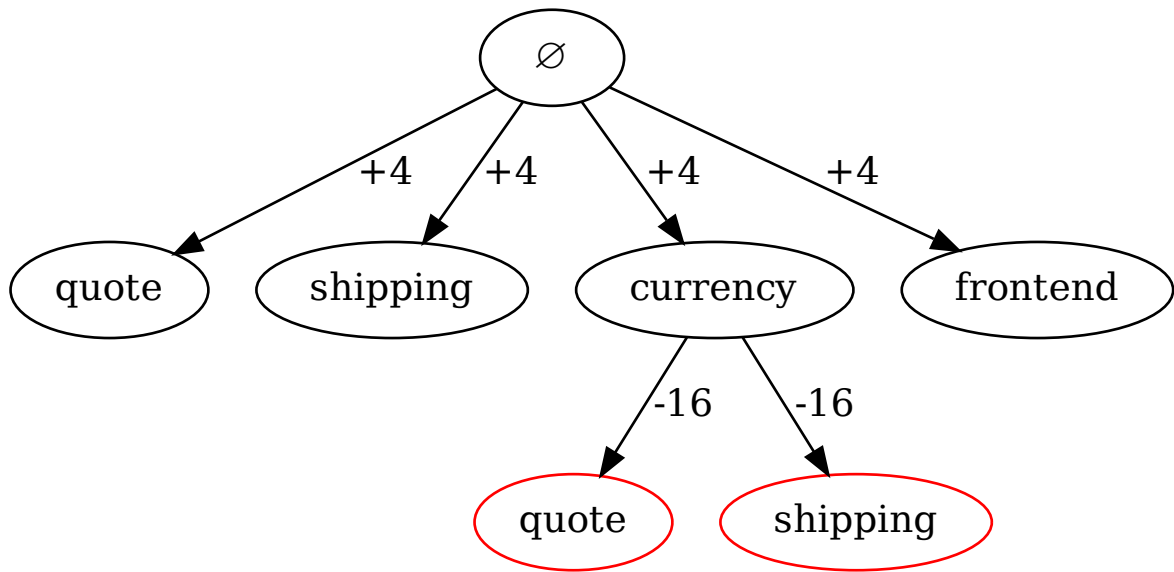 ∅
+4 +4 +4 +4
quote shipping currency frontend
-16 -16
quote shipping